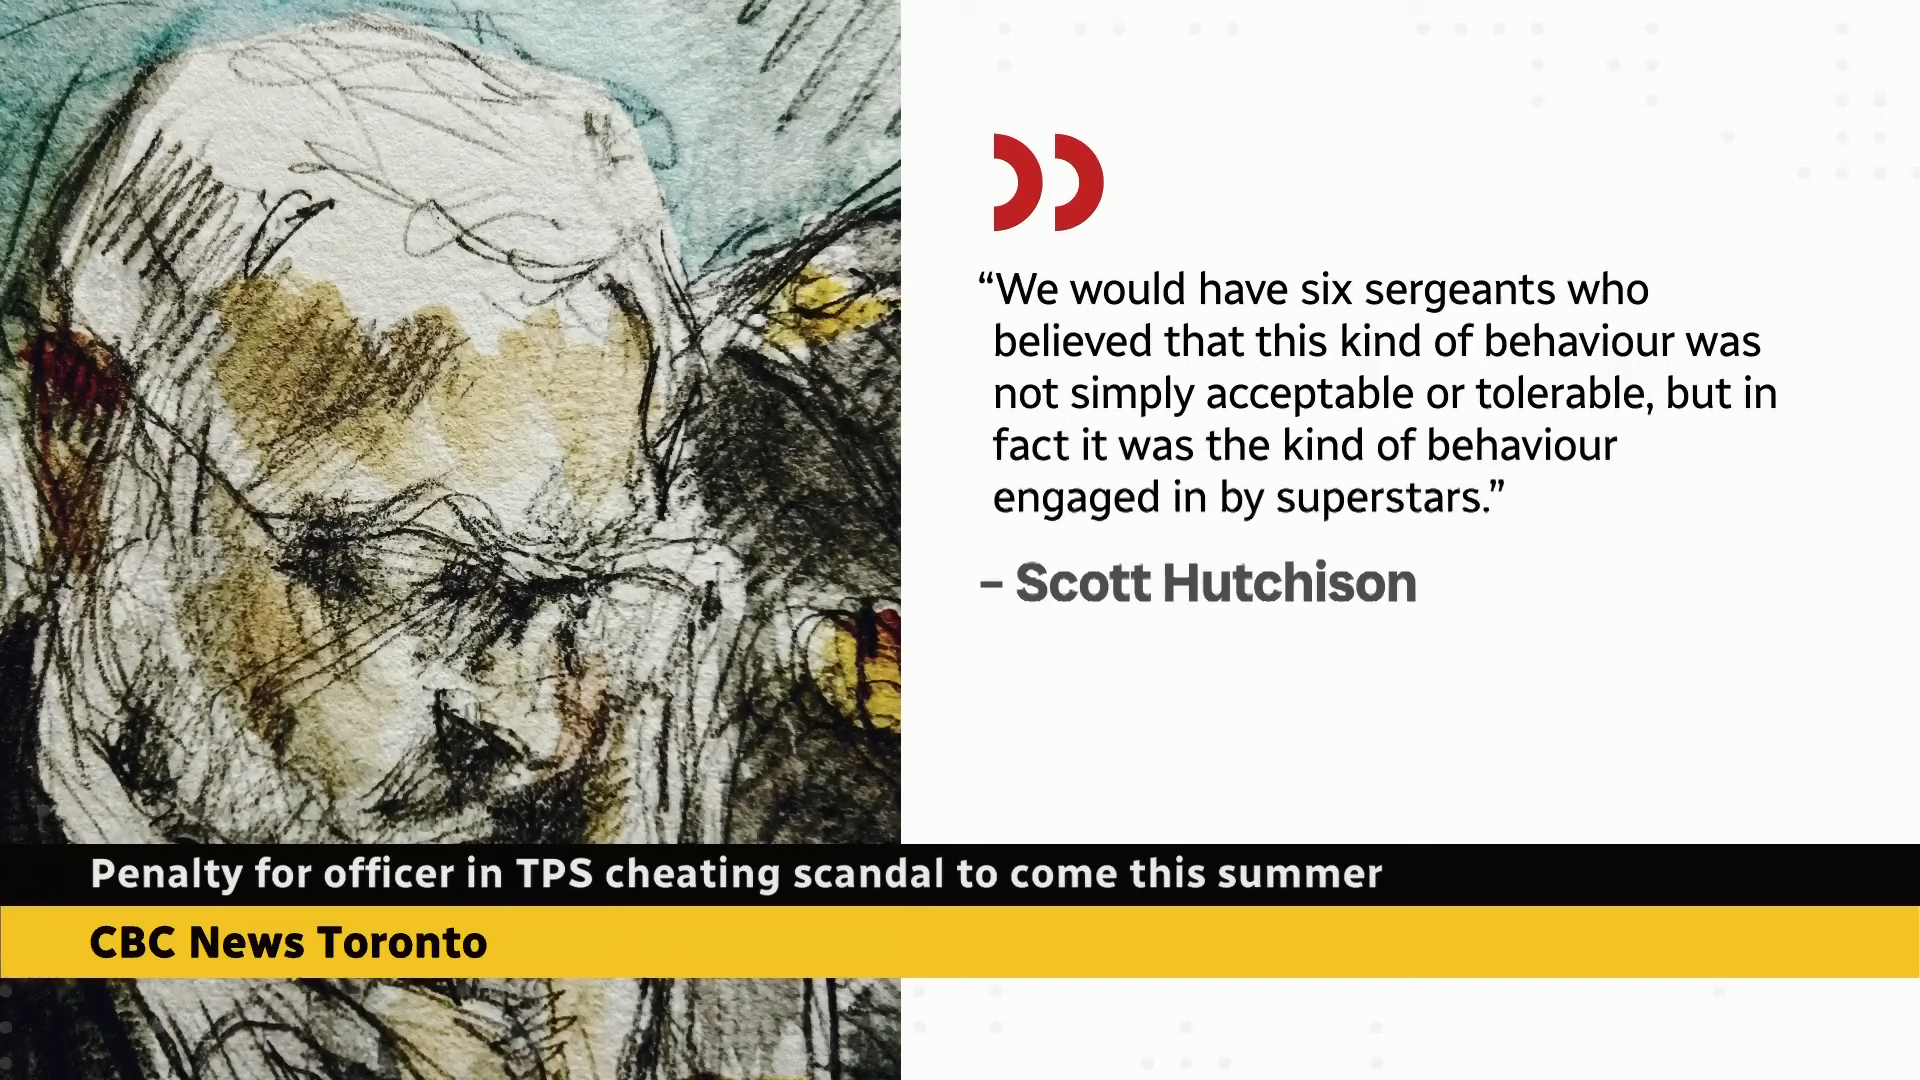 “We would have six sergeants who
believed that this kind of behaviour was
not simply acceptable or tolerable, but in
fact it was the kind of behaviour
engaged in by superstars.”
– Scott Hutchison
Penalty for officer in TPS cheating scandal to come this summer
CBC News Toronto